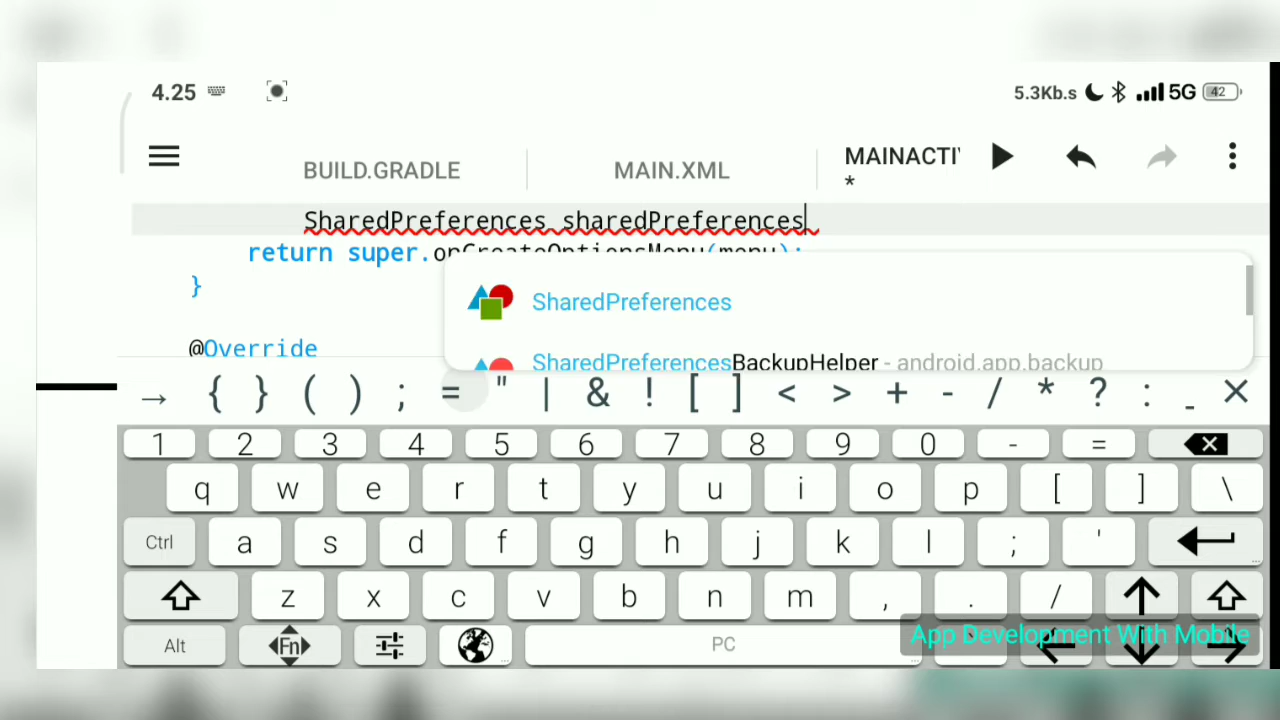 4.25
5.3Kb.s 5G 42
BUILD.GRADLE MAIN.XML MAINACTI
*
SharedPreferences sharedPreferences
return super.onCreateOptionsMenu(menu);
}
SharedPreferences
@Override
SharedPreferencesBackupHelper - android.app.backup
→ { } ( ) ; = " | & ! [ ] < > + - / * ? : _ ×
1 2 3 4 5 6 7 8 9 0 - =
q w e r t y u i o p [ ] \
Ctrl a s d f g h j k l ; '
z x c v b n m , . /
Alt Fn PC
App Development With Mobile